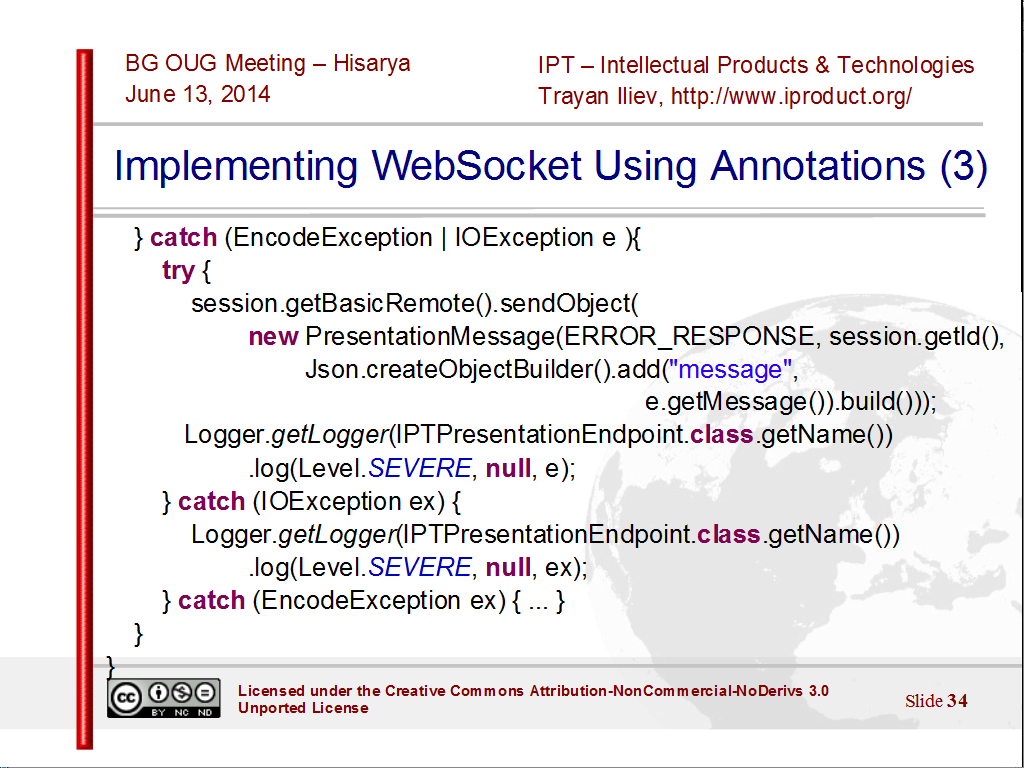 BG OUG Meeting – Hisarya
June 13, 2014
IPT – Intellectual Products & Technologies
Trayan Iliev, http://www.iproduct.org/
Implementing WebSocket Using Annotations (3)
} catch (EncodeException | IOException e ){
try {
session.getBasicRemote().sendObject(
new PresentationMessage(ERROR_RESPONSE, session.getId(),
Json.createObjectBuilder().add("message",
e.getMessage()).build()));
Logger.getLogger(IPTPresentationEndpoint.class.getName())
.log(Level.SEVERE, null, e);
} catch (IOException ex) {
Logger.getLogger(IPTPresentationEndpoint.class.getName())
.log(Level.SEVERE, null, ex);
} catch (EncodeException ex) { ... }
}
}
cc BY NC ND
Licensed under the Creative Commons Attribution-NonCommercial-NoDerivs 3.0
Unported License
Slide 34